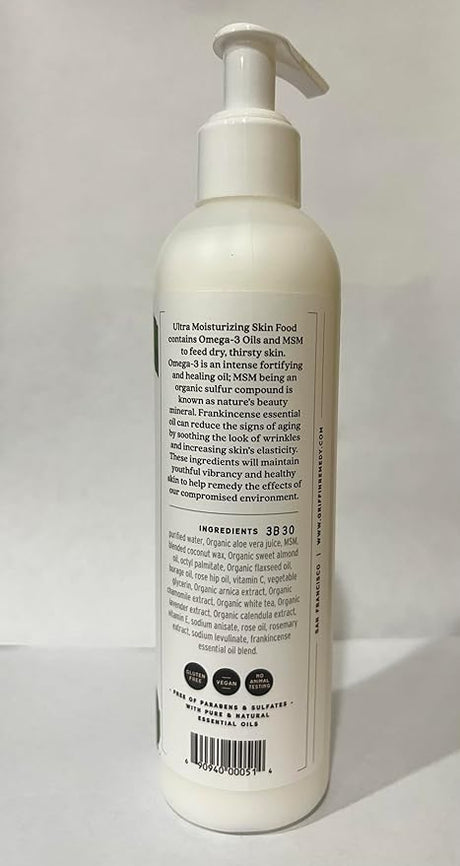 Ultra Moisturizing Skin Food
contains Omega-3 Oils and MSM
to feed dry, thirsty skin.
Omega-3 is an intense fortifying
and healing oil; MSM being an
organic sulfur compound is
known as nature's beauty
mineral. Frankincense essential
oil can reduce the signs of aging
by soothing the look of wrinkles
and increasing skin's elasticity.
These ingredients will maintain
youthful vibrancy and healthy
skin to help remedy the effects of
our compromised environment.
INGREDIENTS 3B30
purified water, Organic aloe vera juice, MSM,
blended coconut wax, Organic sweet almond
oil, octyl palmitate, Organic flaxseed oil,
borage oil, rose hip oil, vitamin C, vegetable
glycerin, Organic arnica extract, Organic
chamomile extract, Organic white tea, Organic
lavender extract, Organic calendula extract,
vitamin E, sodium anisate, rose oil, rosemary
extract, sodium levulinate, frankincense
essential oil blend.
GLUTEN
FREE
VEGAN
NO
ANIMAL
TESTING
- FREE OF PARABENS & SULFATES -
WITH PURE & NATURAL
ESSENTIAL OILS
6 90940 00051 4
SAN FRANCISCO | WWW.GRIFFINREMEDY.COM